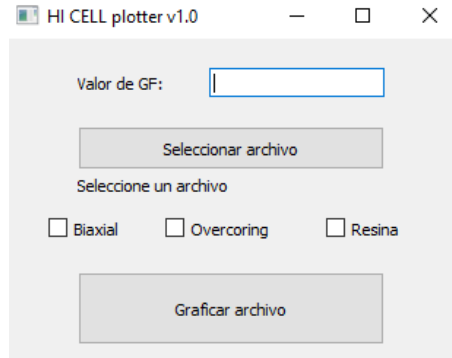 HI CELL plotter v1.0
Valor de GF:
Seleccionar archivo
Seleccione un archivo
Biaxial Overcoring Resina
Graficar archivo